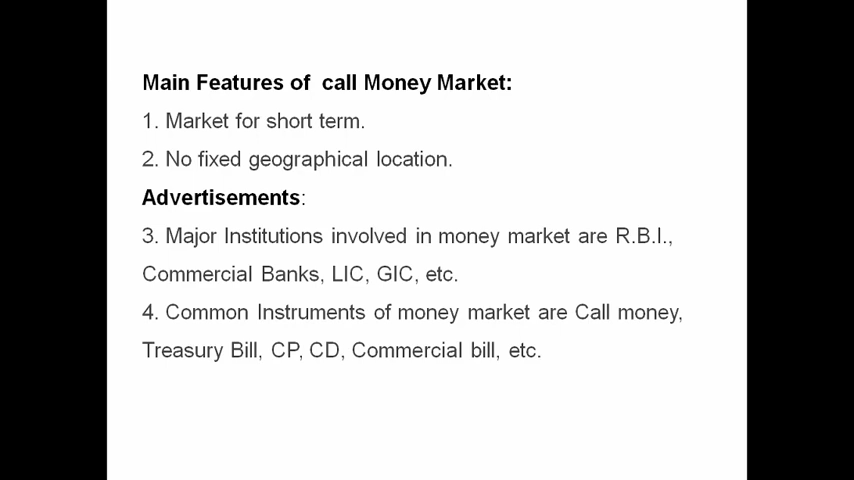 Main Features of  call Money Market:
1. Market for short term.
2. No fixed geographical location.
Advertisements:
3. Major Institutions involved in money market are R.B.I.,
Commercial Banks, LIC, GIC, etc.
4. Common Instruments of money market are Call money,
Treasury Bill, CP, CD, Commercial bill, etc.